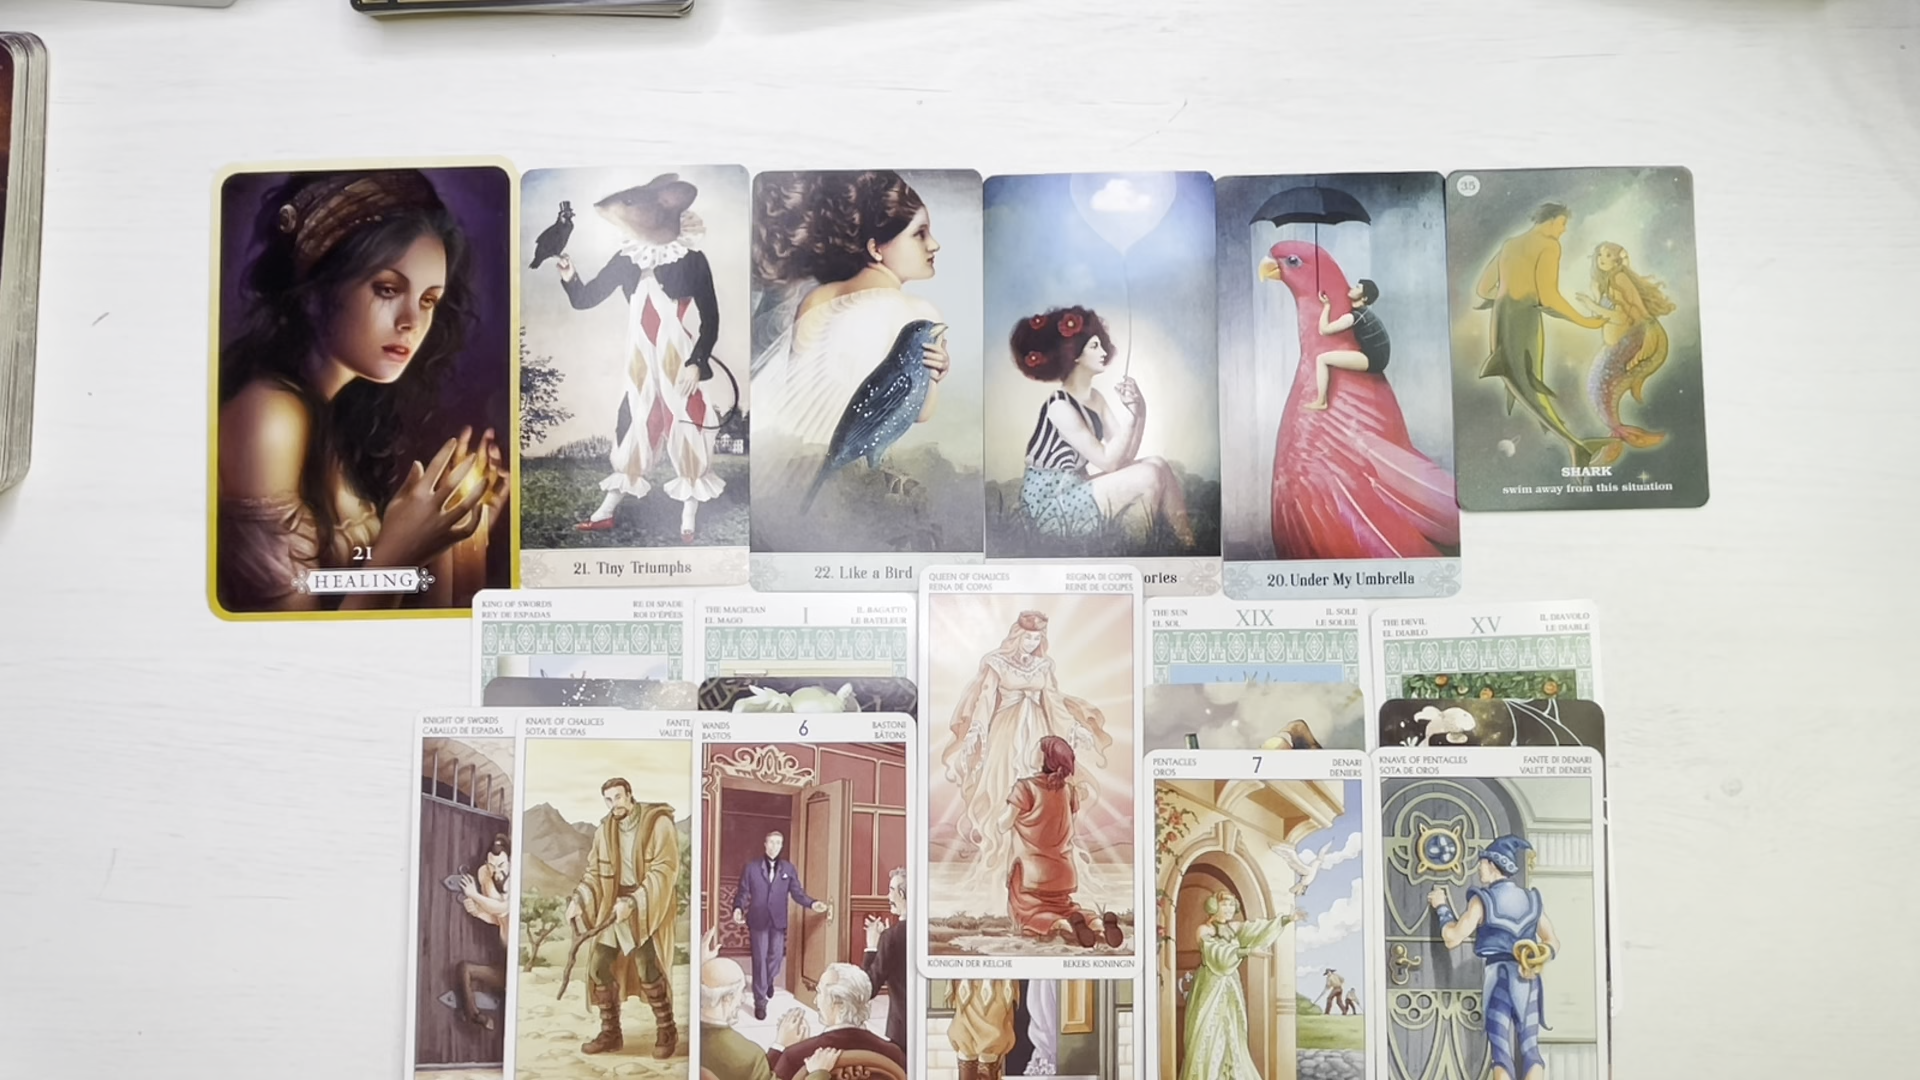 21
HEALING
21. Tiny Triumphs
22. Like a Bird
ories
20. Under My Umbrella
35
SHARK
swim away from this situation
KING OF SWORDS
REY DE ESPADAS
RE DI SPADE
ROI D'ÉPÉES
THE MAGICIAN
EL MAGO
I
IL BAGATTO
LE BATELEUR
QUEEN OF CHALICES
REINA DE COPAS
REGINA DI COPPE
REINE DE COUPES
THE SUN
EL SOL
XIX
IL SOLE
LE SOLEIL
THE DEVIL
EL DIABLO
XV
IL DIAVOLO
LE DIABLE
KNIGHT OF SWORDS
CABALLO DE ESPADAS
KNAVE OF CHALICES
SOTA DE COPAS
FANTE
VALET DE
WANDS
BASTOS
6
BASTONI
BÂTONS
KÖNIGIN DER KELCHE
BEKERS KONINGIN
PENTACLES
OROS
7
DENARI
DENIERS
KNAVE OF PENTACLES
SOTA DE OROS
FANTE DI DENARI
VALET DE DENIERS